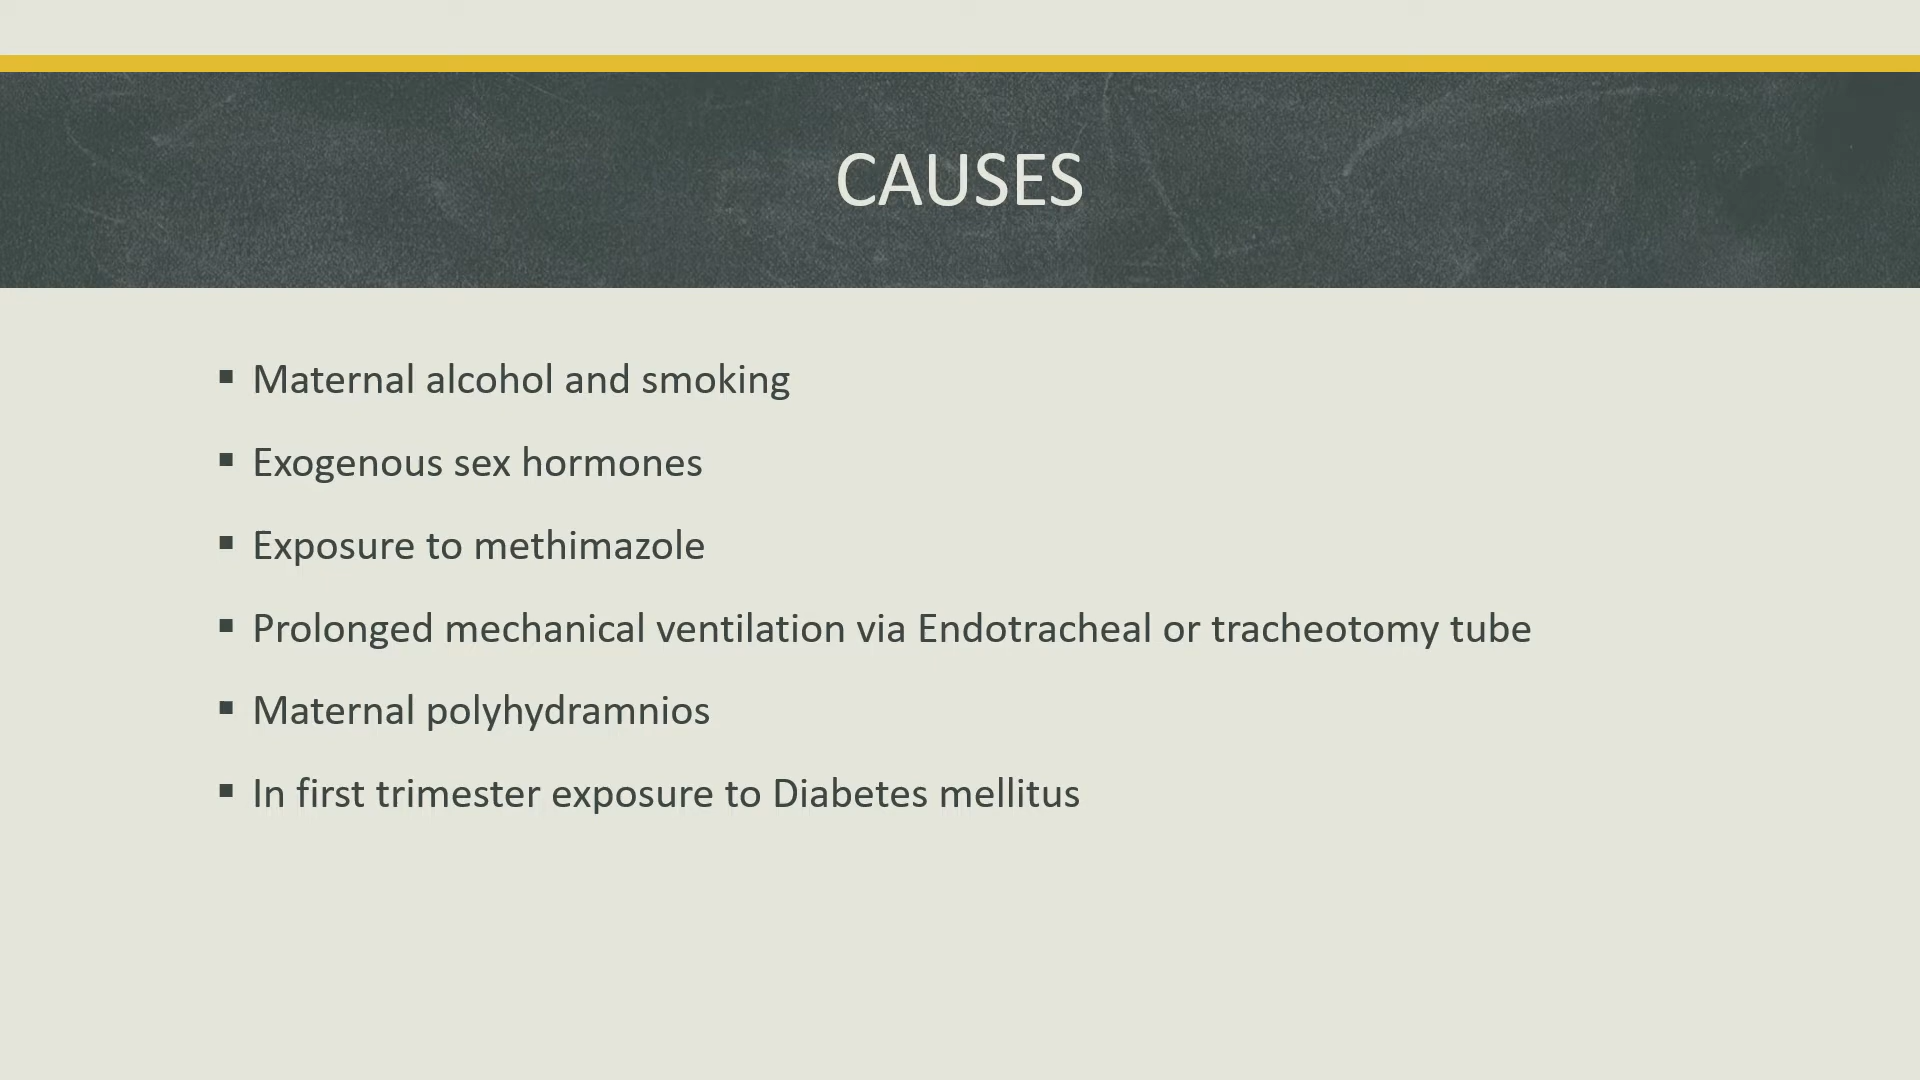 CAUSES
▪ Maternal alcohol and smoking
▪ Exogenous sex hormones
▪ Exposure to methimazole
▪ Prolonged mechanical ventilation via Endotracheal or tracheotomy tube
▪ Maternal polyhydramnios
▪ In first trimester exposure to Diabetes mellitus